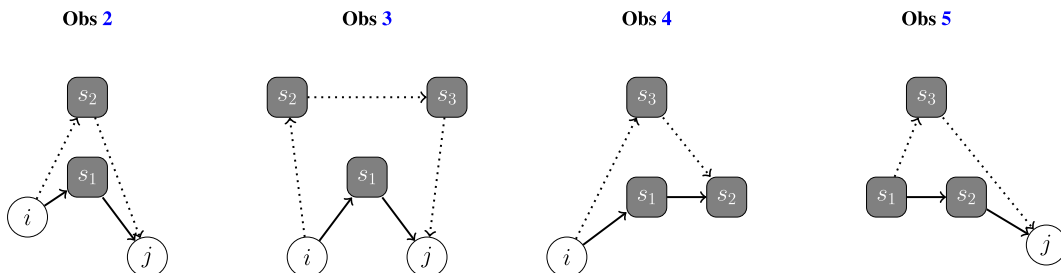 Obs 2 Obs 3 Obs 4 Obs 5
s2 s2 s3 s3 s3
s1 s1 s1 s2 s1 s2
i j i j i j